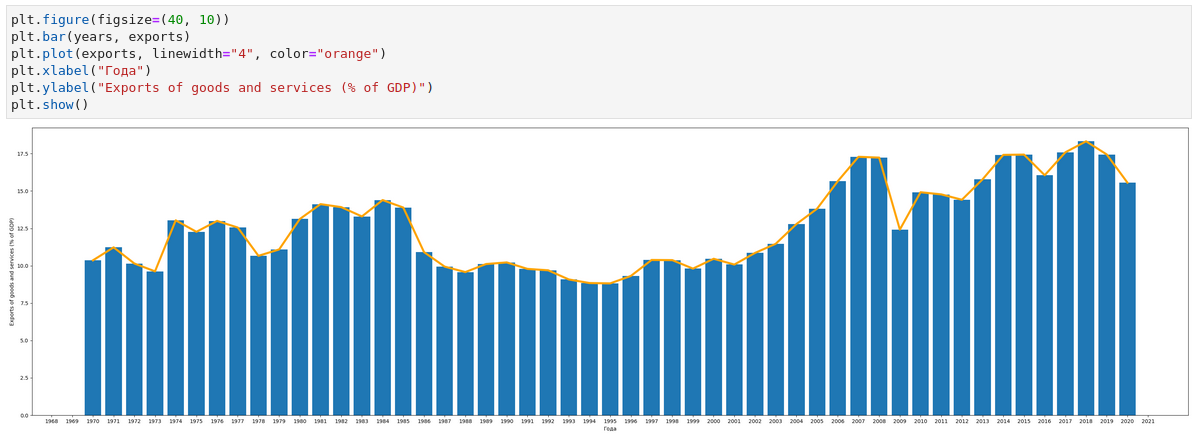 plt.figure(figsize=(40, 10))
plt.bar(years, exports)
plt.plot(exports, linewidth="4", color="orange")
plt.xlabel("Года")
plt.ylabel("Exports of goods and services (% of GDP)")
plt.show()
17.5
15.0
12.5
10.0
7.5
5.0
2.5
0.0
Exports of goods and services (% of GDP)
1968 1969 1970 1971 1972 1973 1974 1975 1976 1977 1978 1979 1980 1981 1982 1983 1984 1985 1986 1987 1988 1989 1990 1991 1992 1993 1994 1995 1996 1997 1998 1999 2000 2001 2002 2003 2004 2005 2006 2007 2008 2009 2010 2011 2012 2013 2014 2015 2016 2017 2018 2019 2020 2021
Года